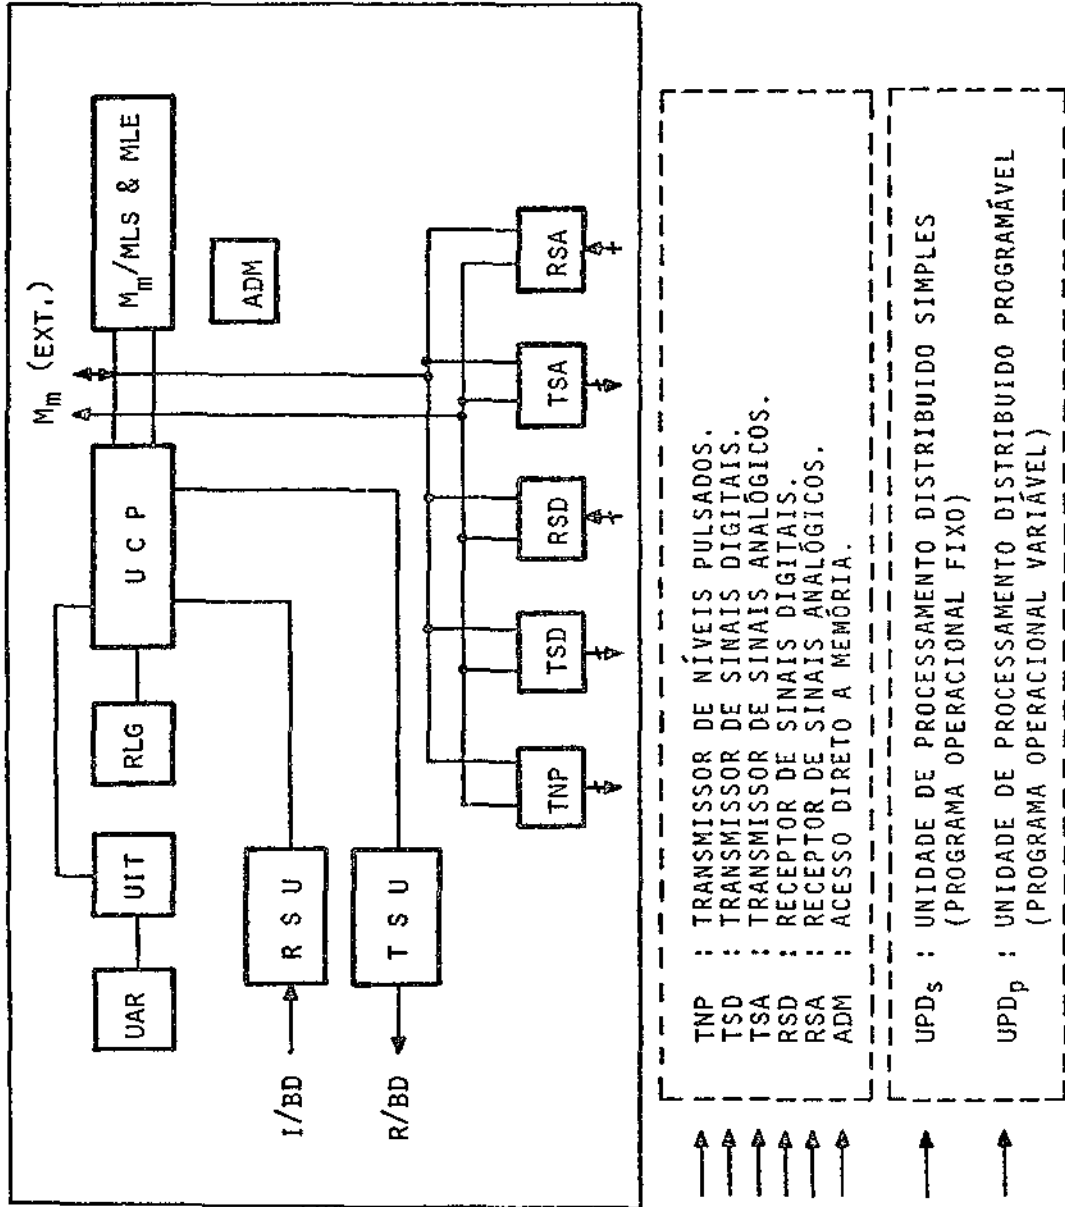 M_m (EXT.)
UAR
UIT
RLG
U C P
M_m/MLs & MLE
ADM
I/BD
R S U
R/BD
T S U
TNP
TSD
RSD
TSA
RSA
TNP : TRANSMISSOR DE NÍVEIS PULSADOS.
TSD : TRANSMISSOR DE SINAIS DIGITAIS.
TSA : TRANSMISSOR DE SINAIS ANALÓGICOS.
RSD : RECEPTOR DE SINAIS DIGITAIS.
RSA : RECEPTOR DE SINAIS ANALÓGICOS.
ADM : ACESSO DIRETO A MEMÓRIA.
UPD_s : UNIDADE DE PROCESSAMENTO DISTRIBUIDO SIMPLES
(PROGRAMA OPERACIONAL FIXO)
UPD_p : UNIDADE DE PROCESSAMENTO DISTRIBUIDO PROGRAMÁVEL
(PROGRAMA OPERACIONAL VARIÁVEL)